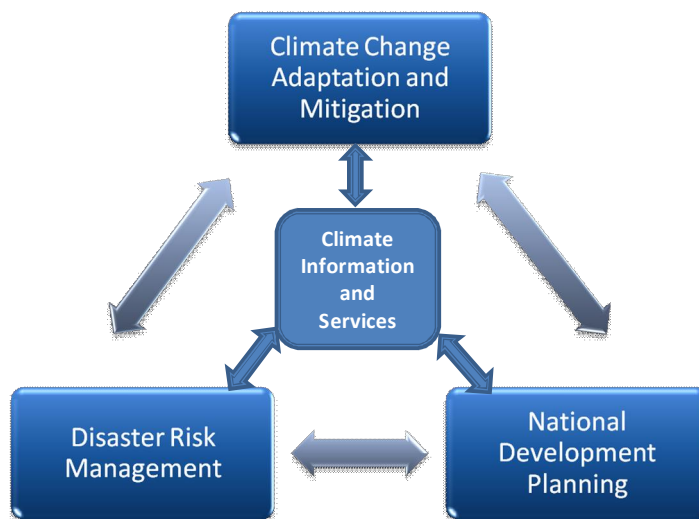 Climate Change
Adaptation and
Mitigation
Climate
Information
and
Services
Disaster Risk
Management
National
Development
Planning